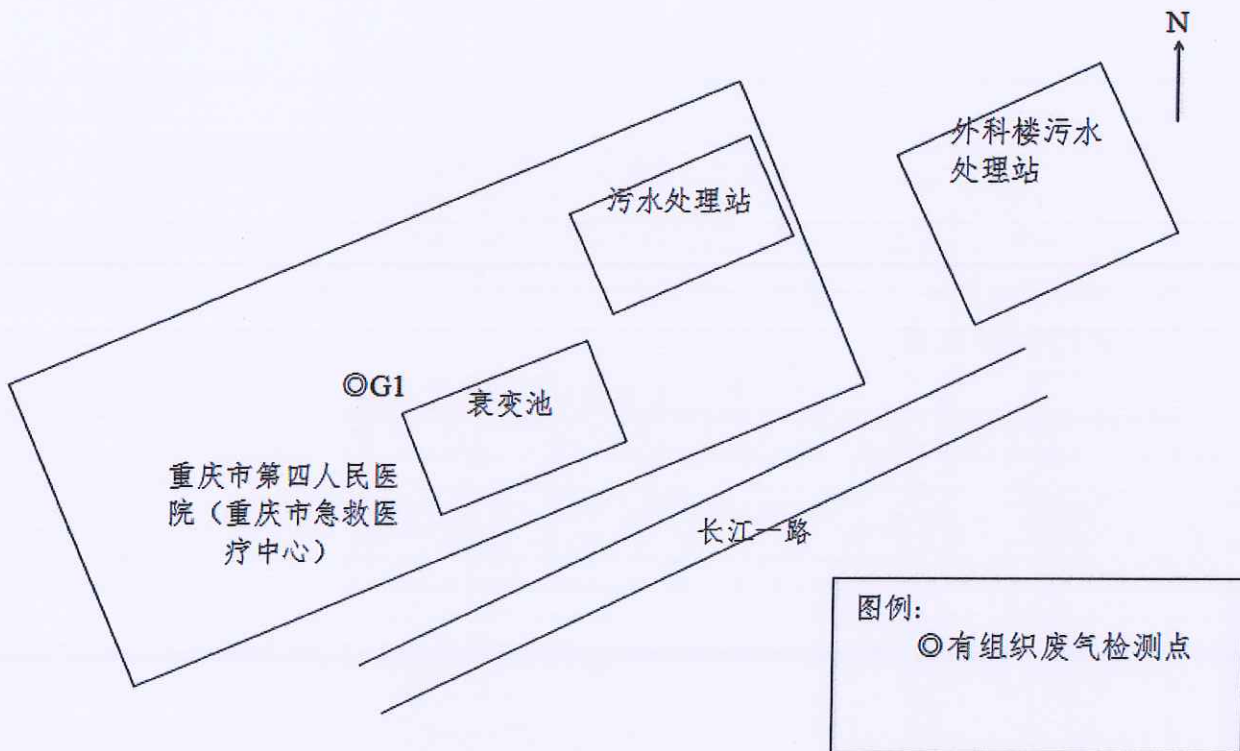 N
外科楼污水
处理站
污水处理站
◎G1
衰变池
重庆市第四人民医
院（重庆市急救医
疗中心）
长江一路
图例:
◎有组织废气检测点